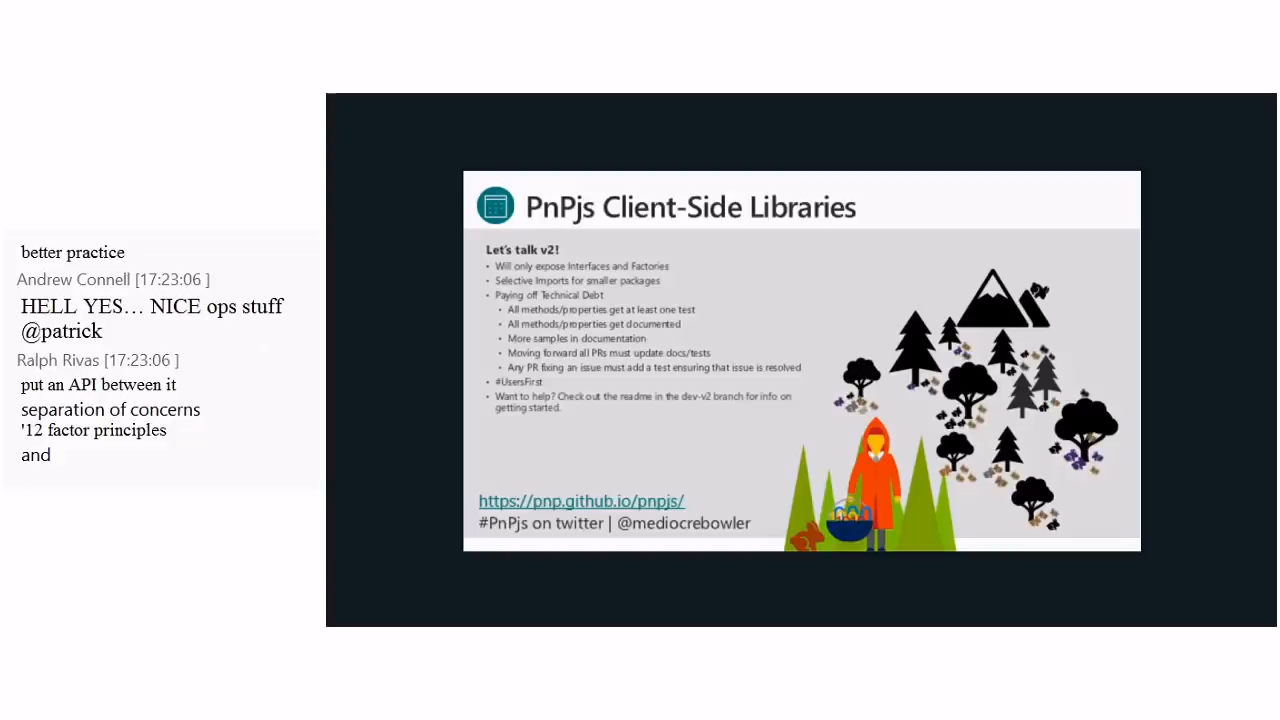 better practice
Andrew Connell [17:23:06 ]
HELL YES… NICE ops stuff
@patrick
Ralph Rivas [17:23:06 ]
put an API between it
separation of concerns
'12 factor principles
and
PnPjs Client-Side Libraries
Let's talk v2!
• Will only expose Interfaces and Factories
• Selective Imports for smaller packages
• Paying off Technical Debt
• All methods/properties get at least one test
• All methods/properties get documented
• More samples in documentation
• Moving forward all PRs must update docs/tests
• Any PR fixing an issue must add a test ensuring that issue is resolved
• #UsersFirst
• Want to help? Check out the readme in the dev-v2 branch for info on
getting started.
https://pnp.github.io/pnpjs/
#PnPjs on twitter | @mediocrebowler